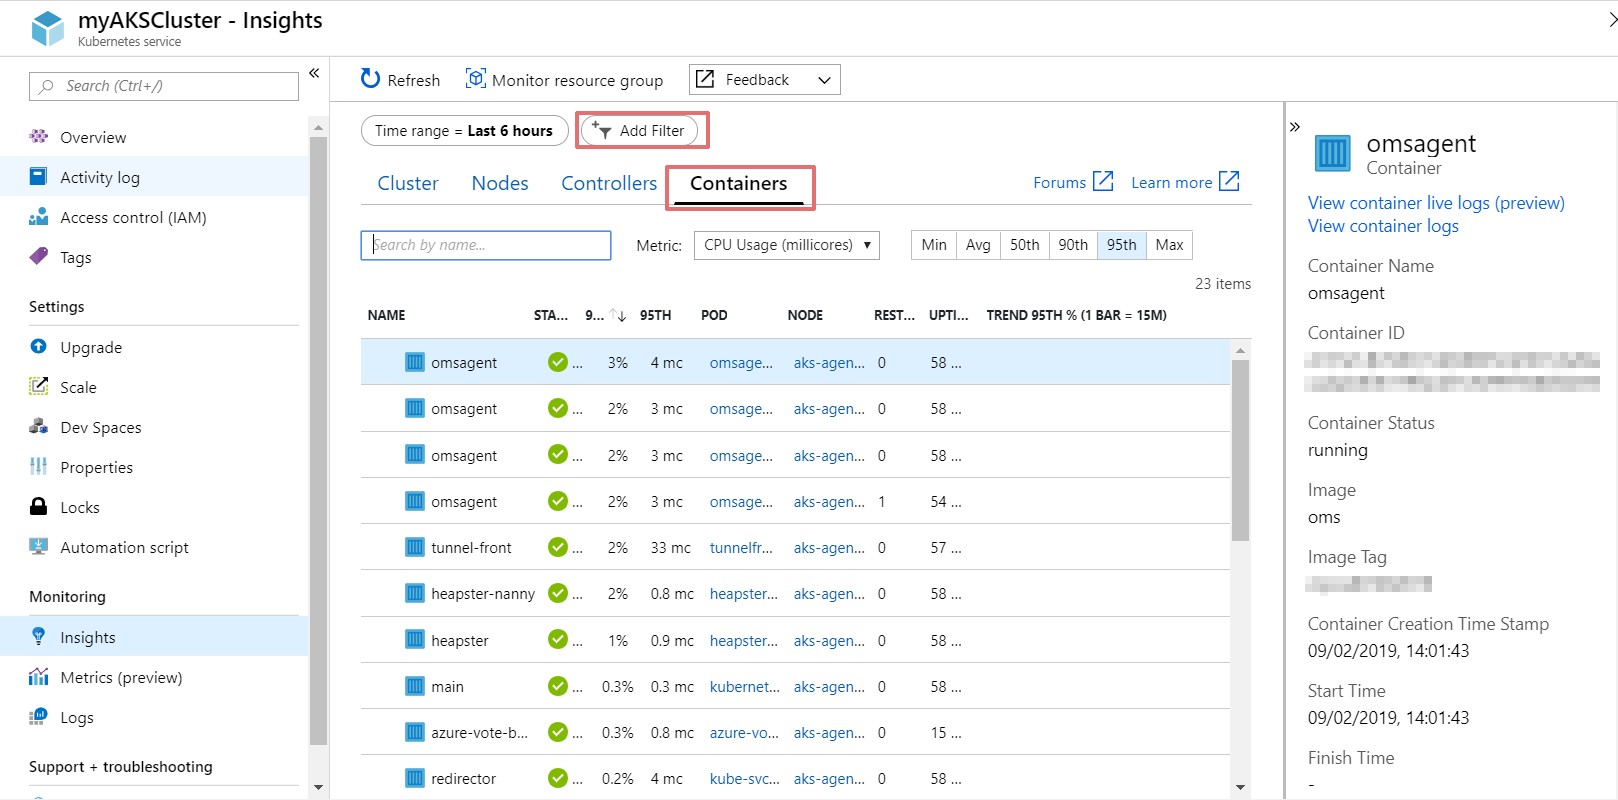 myAKSCluster - Insights
Kubernetes service
Search (Ctrl+/)
Overview
Activity log
Access control (IAM)
Tags
Settings
Upgrade
Scale
Dev Spaces
Properties
Locks
Automation script
Monitoring
Insights
Metrics (preview)
Logs
Support + troubleshooting
Refresh
Monitor resource group
Feedback
Time range = Last 6 hours
Add Filter
Cluster Nodes Controllers Containers
Forums
Learn more
Search by name...
Metric: CPU Usage (millicores)
Min Avg 50th 90th 95th Max
23 items
NAME STA... 9... 95TH POD NODE REST... UPTI... TREND 95TH % (1 BAR = 15M)
omsagent ... 3% 4 mc omsage... aks-agen... 0 58 ...
omsagent ... 2% 3 mc omsage... aks-agen... 0 58 ...
omsagent ... 2% 3 mc omsage... aks-agen... 0 58 ...
omsagent ... 2% 3 mc omsage... aks-agen... 1 54 ...
tunnel-front ... 2% 33 mc tunnelfr... aks-agen... 0 57 ...
heapster-nanny ... 2% 0.8 mc heapster... aks-agen... 0 58 ...
heapster ... 1% 0.9 mc heapster... aks-agen... 0 58 ...
main ... 0.3% 0.3 mc kubernet... aks-agen... 0 58 ...
azure-vote-b... ... 0.3% 0.8 mc azure-vo... aks-agen... 0 15 ...
redirector ... 0.2% 4 mc kube-svc... aks-agen... 0 58 ...
omsagent
Container
View container live logs (preview)
View container logs
Container Name
omsagent
Container ID
Container Status
running
Image
oms
Image Tag
Container Creation Time Stamp
09/02/2019, 14:01:43
Start Time
09/02/2019, 14:01:43
Finish Time
-